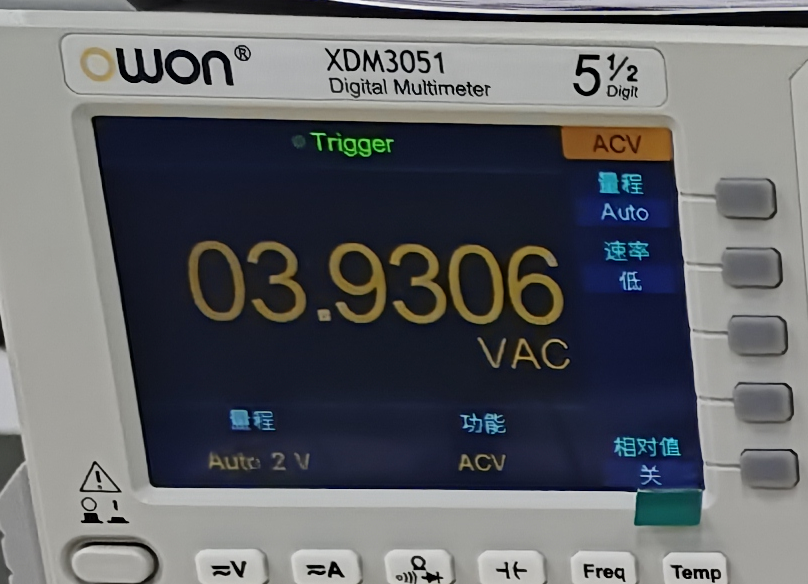 owon® XDM3051 5 1/2
Digital Multimeter Digit
Trigger ACV
量程
Auto
速率
低
03.9306
VAC
量程 功能
Auto 2 V ACV
相对值
关
≂V ≂A Freq Temp